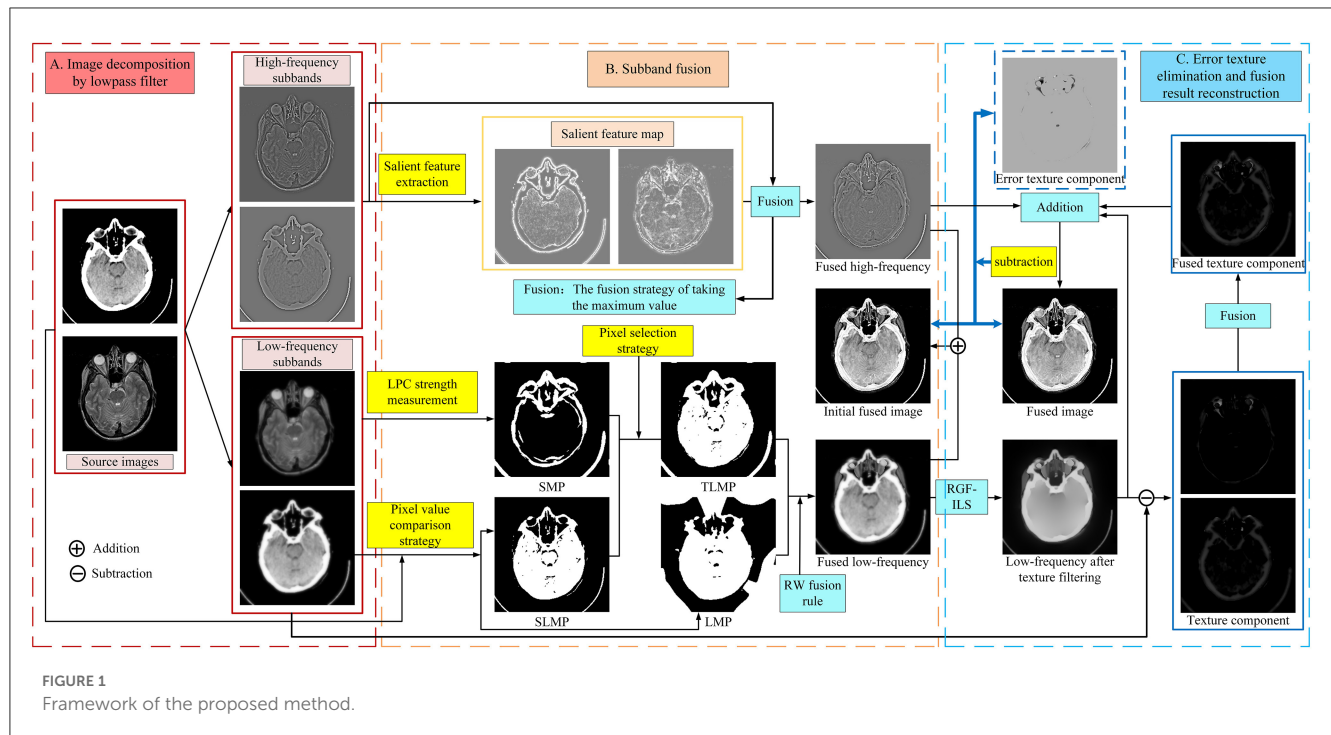 A. Image decomposition
by lowpass filter
High-frequency
subbands
Source images
Low-frequency
subbands
Addition
Subtraction
B. Subband fusion
Salient feature
extraction
Salient feature map
Fusion
Fusion：The fusion strategy of taking
the maximum value
Fused high-frequency
Pixel selection
strategy
LPC strength
measurement
SMP
TLMP
Initial fused image
Pixel value
comparison
strategy
SLMP
LMP
RW fusion
rule
Fused low-frequency
C. Error texture
elimination and fusion
result reconstruction
Error texture component
Addition
subtraction
Fused image
Fused texture component
Fusion
RGF-
ILS
Low-frequency after
texture filtering
Texture component
FIGURE 1
Framework of the proposed method.